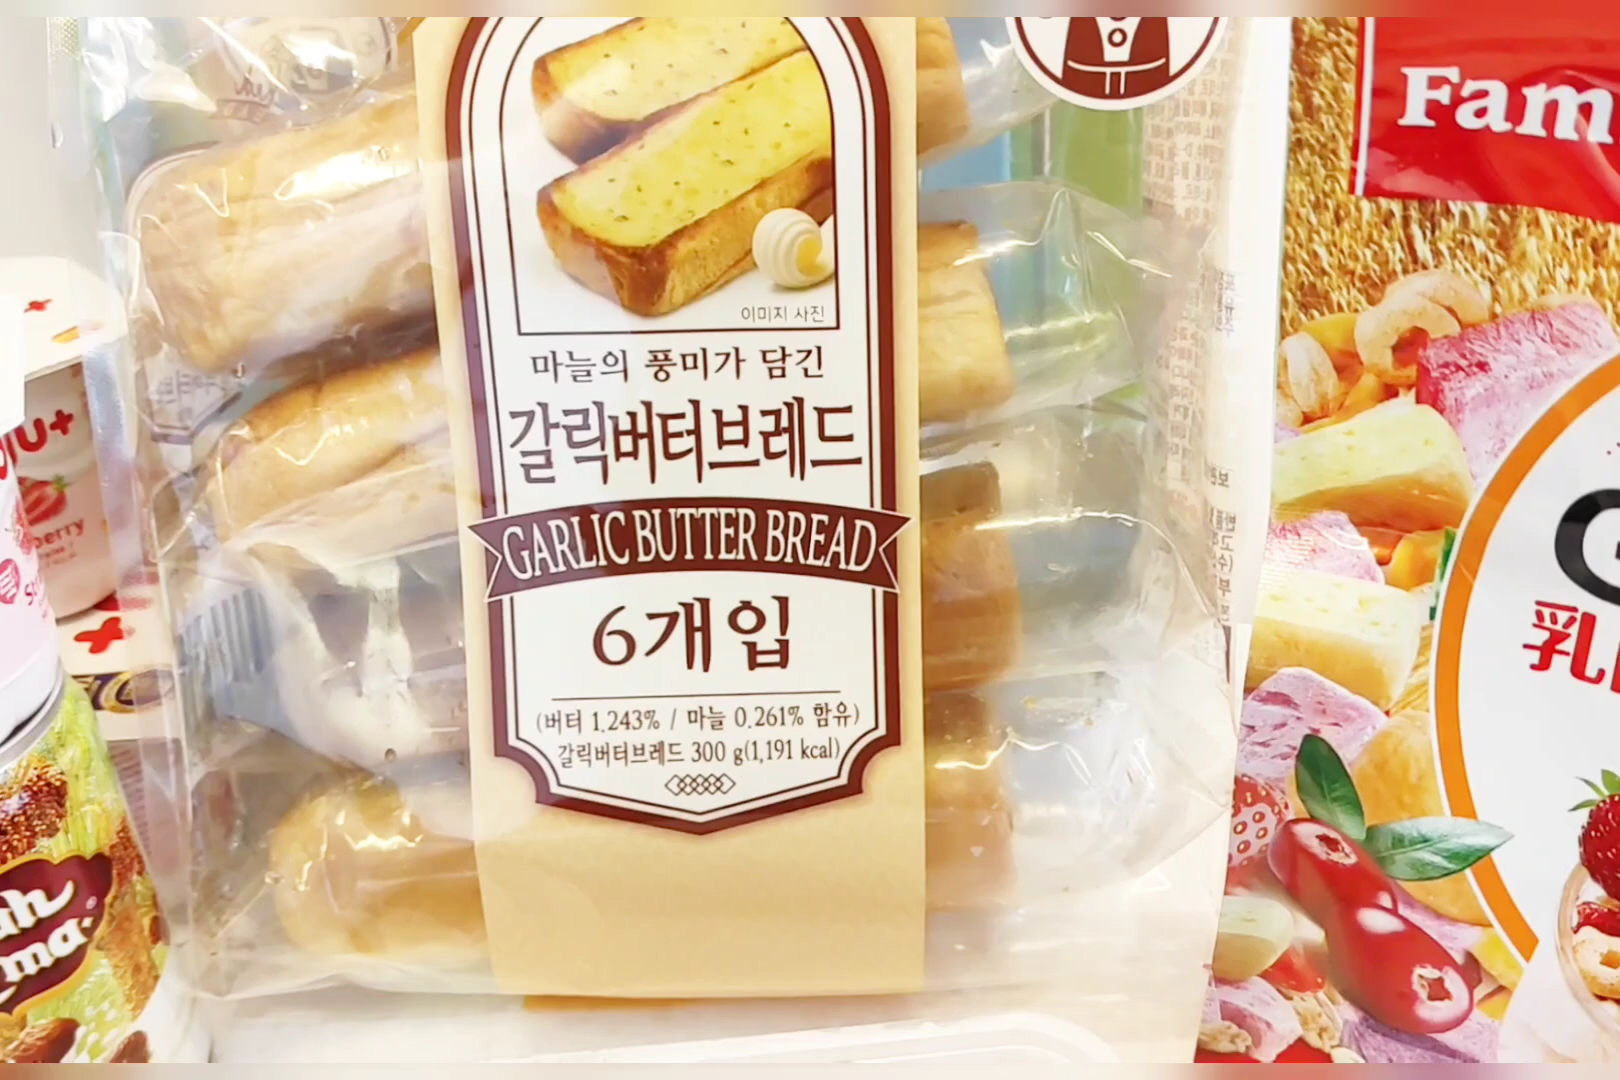 이미지 사진
마늘의 풍미가 담긴
갈릭버터브레드
GARLIC BUTTER BREAD
6개입
(버터 1.243% / 마늘 0.261% 함유)
갈릭버터브레드 300 g(1,191 kcal)
Fam
乳